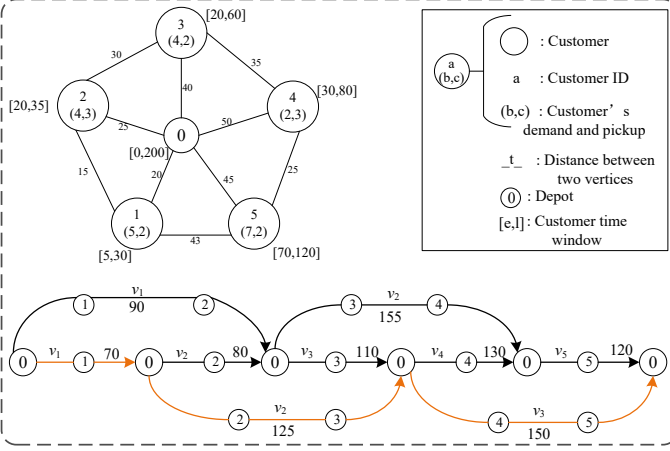 3
(4,2)
[20,60]
30
35
2
(4,3)
[20,35]
40
4
(2,3)
[30,80]
25
50
0
[0,200]
15
20
45
25
1
(5,2)
[5,30]
43
5
(7,2)
[70,120]
a
(b,c)
: Customer
a : Customer ID
(b,c) : Customer’s
demand and pickup
_t_ : Distance between
two vertices
0 : Depot
[e,l] : Customer time
window
v1
1 2
90
v2
3 4
155
0 v1 1 70 0 v2 2 80 0 v3 3 110 0 v4 4 130 0 v5 5 120 0
2 v2 3
125
4 v3 5
150